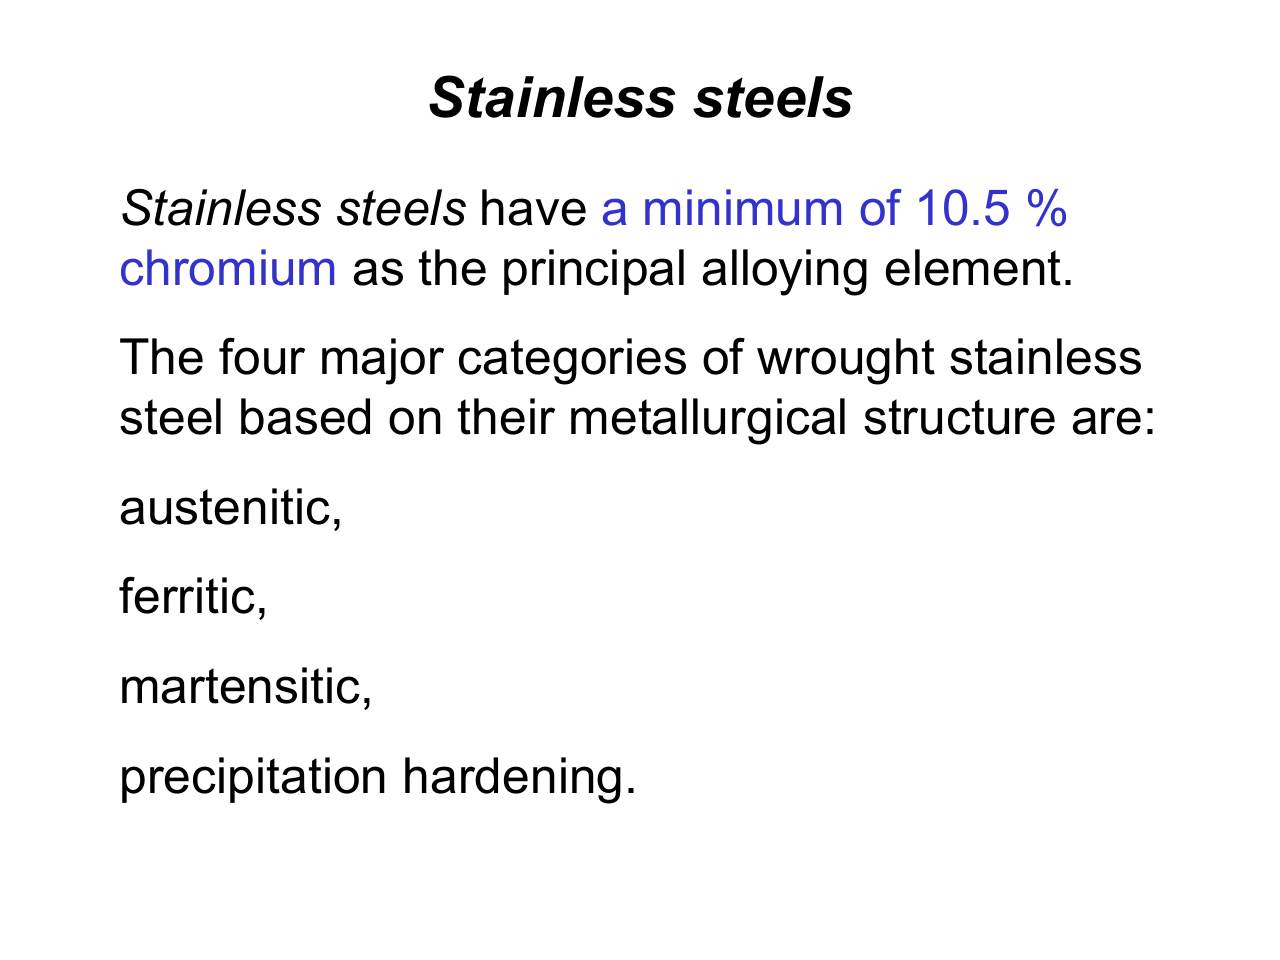 Stainless steels
Stainless steels have a minimum of 10.5 %
chromium as the principal alloying element.
The four major categories of wrought stainless
steel based on their metallurgical structure are:
austenitic,
ferritic,
martensitic,
precipitation hardening.